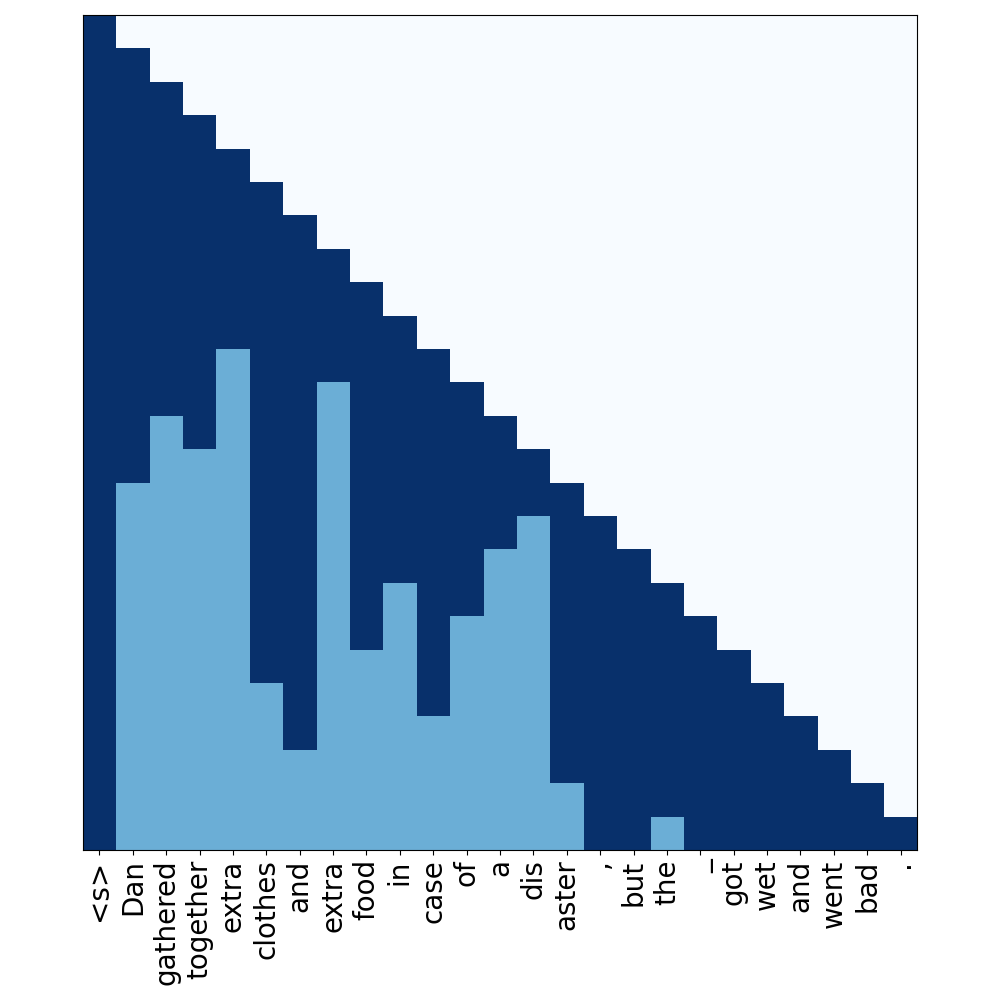 <s> Dan gathered together extra clothes and extra food in case of a dis aster , but the _ got wet and went bad .